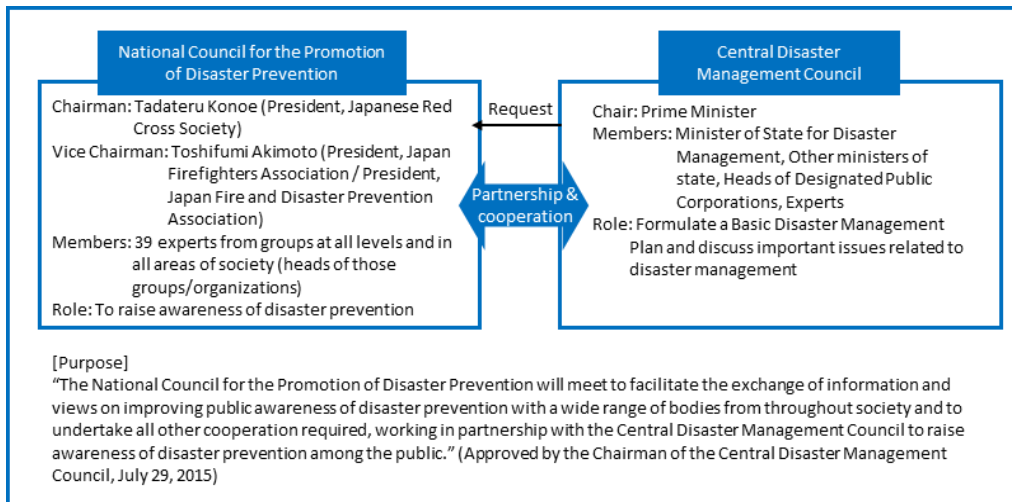 National Council for the Promotion
of Disaster Prevention
Chairman: Tadateru Konoe (President, Japanese Red
Cross Society)
Vice Chairman: Toshifumi Akimoto (President, Japan
Firefighters Association / President,
Japan Fire and Disaster Prevention
Association)
Members: 39 experts from groups at all levels and in
all areas of society (heads of those
groups/organizations)
Role: To raise awareness of disaster prevention
Request
Partnership &
cooperation
Central Disaster
Management Council
Chair: Prime Minister
Members: Minister of State for Disaster
Management, Other ministers of
state, Heads of Designated Public
Corporations, Experts
Role: Formulate a Basic Disaster Management
Plan and discuss important issues related to
disaster management
[Purpose]
“The National Council for the Promotion of Disaster Prevention will meet to facilitate the exchange of information and
views on improving public awareness of disaster prevention with a wide range of bodies from throughout society and to
undertake all other cooperation required, working in partnership with the Central Disaster Management Council to raise
awareness of disaster prevention among the public.” (Approved by the Chairman of the Central Disaster Management
Council, July 29, 2015)